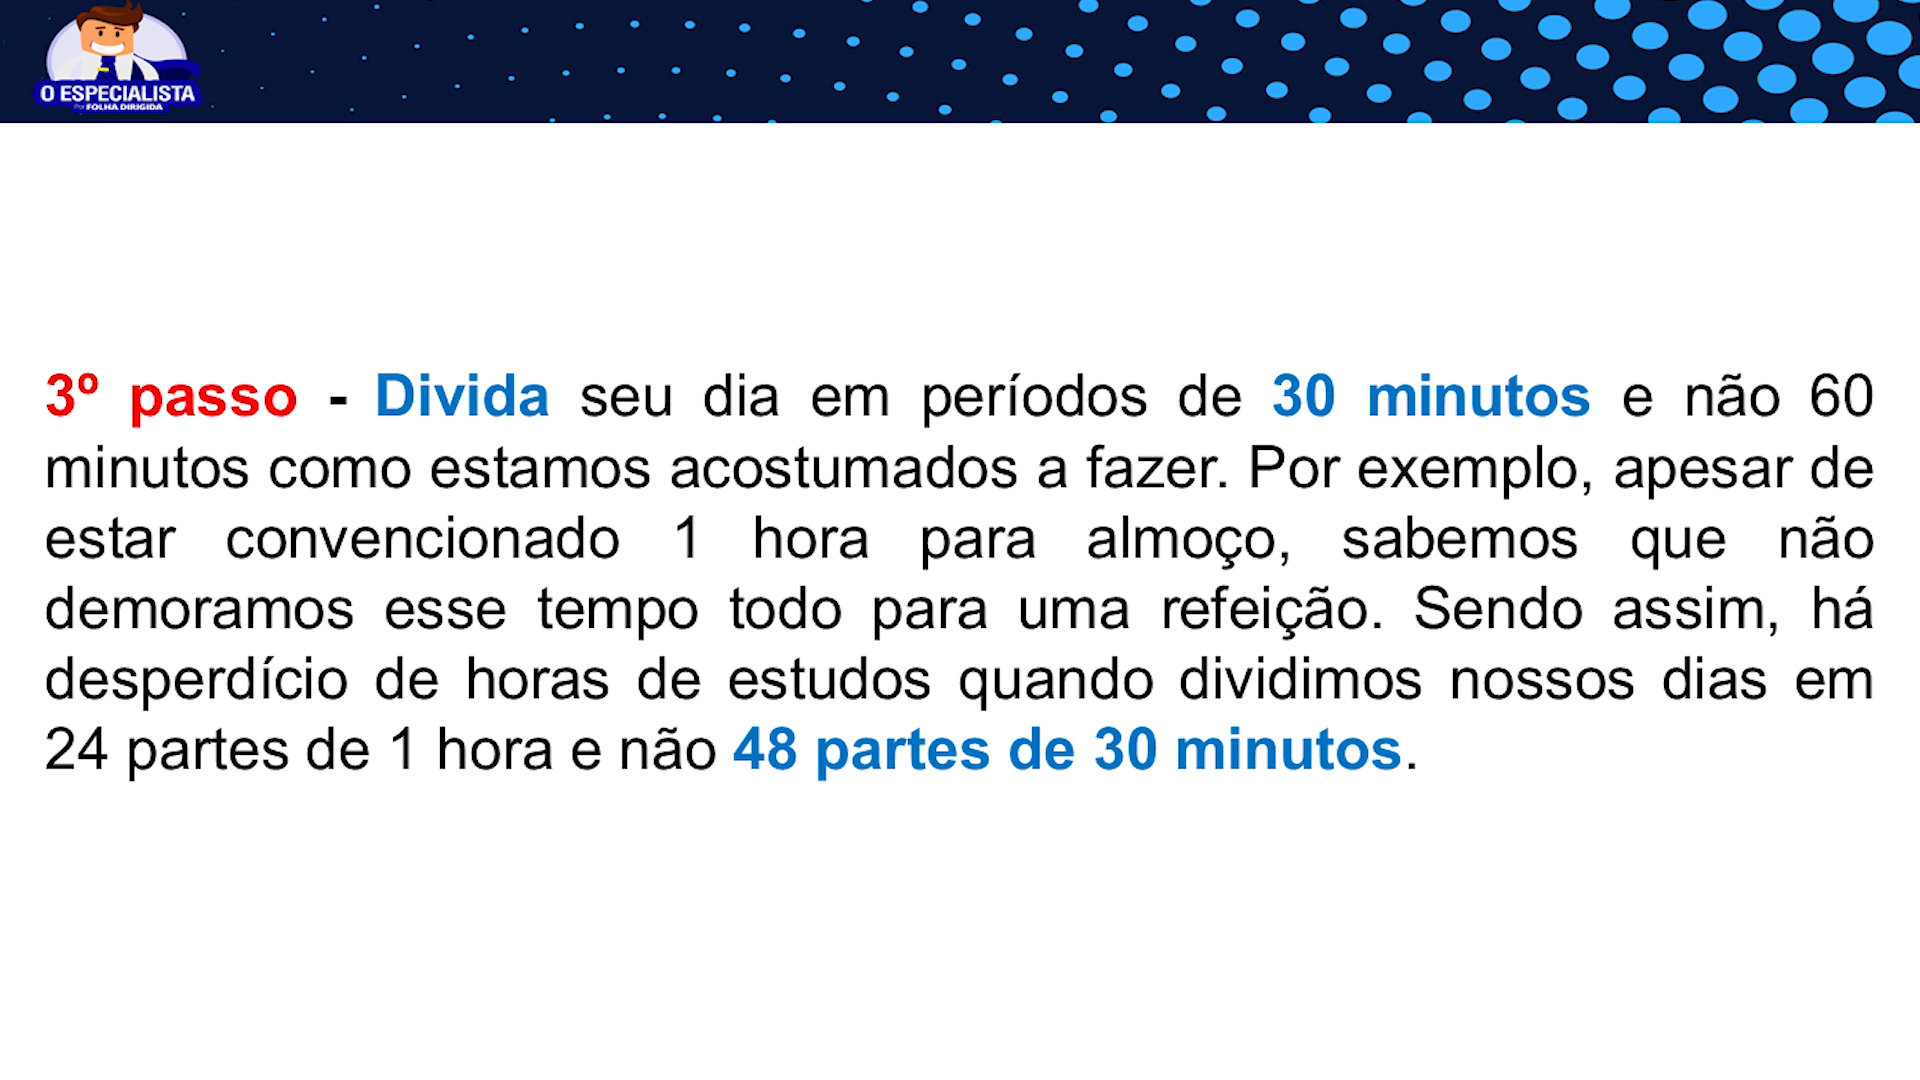 O ESPECIALISTA
Por FOLHA DIRIGIDA
3º passo - Divida seu dia em períodos de 30 minutos e não 60
minutos como estamos acostumados a fazer. Por exemplo, apesar de
estar convencionado 1 hora para almoço, sabemos que não
demoramos esse tempo todo para uma refeição. Sendo assim, há
desperdício de horas de estudos quando dividimos nossos dias em
24 partes de 1 hora e não 48 partes de 30 minutos.